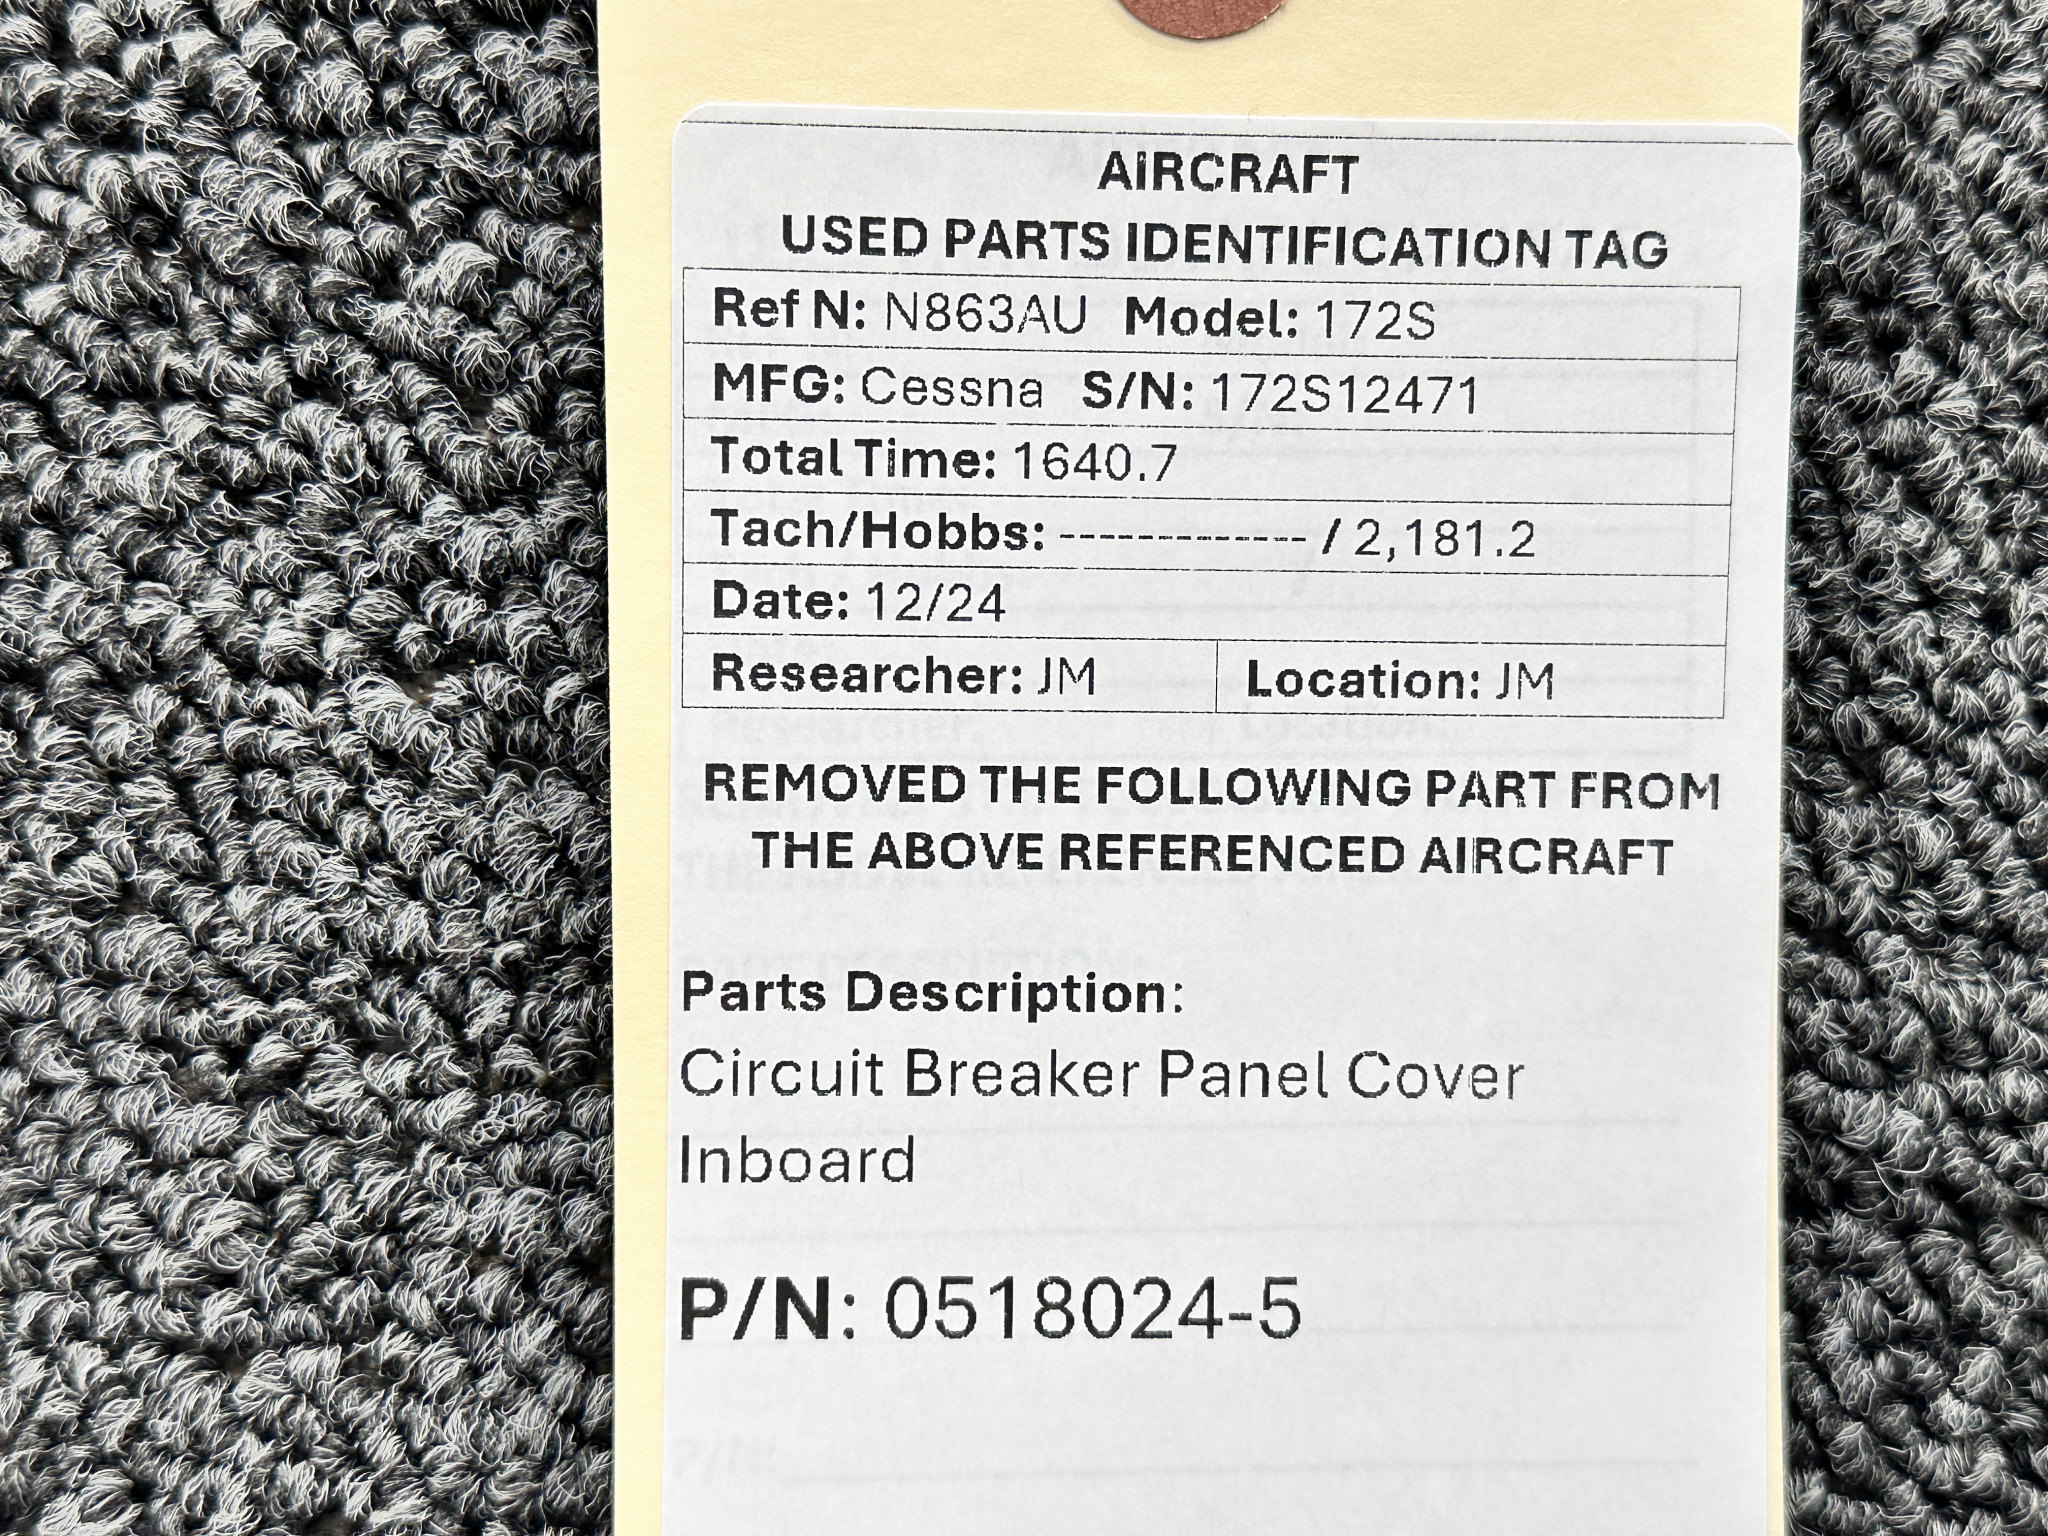 AIRCRAFT
USED PARTS IDENTIFICATION TAG
Ref N: N863AU Model: 172S
MFG: Cessna S/N: 172S12471
Total Time: 1640.7
Tach/Hobbs: ------------- / 2,181.2
Date: 12/24
Researcher: JM Location: JM
REMOVED THE FOLLOWING PART FROM
THE ABOVE REFERENCED AIRCRAFT
Parts Description:
Circuit Breaker Panel Cover
Inboard
P/N: 0518024-5